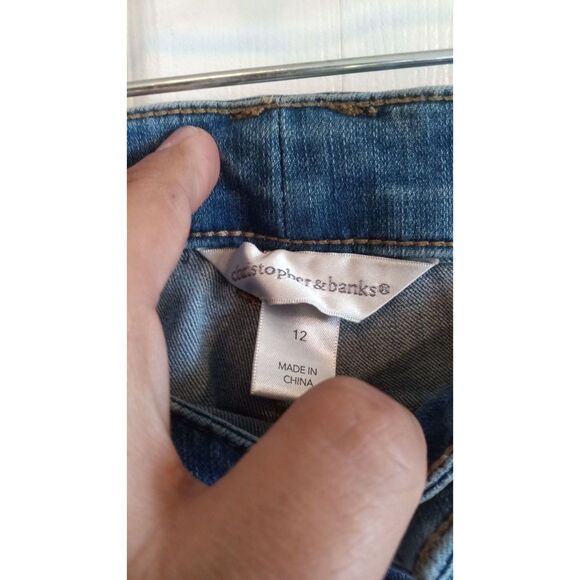 christopher & banks®
12
MADE IN
CHINA